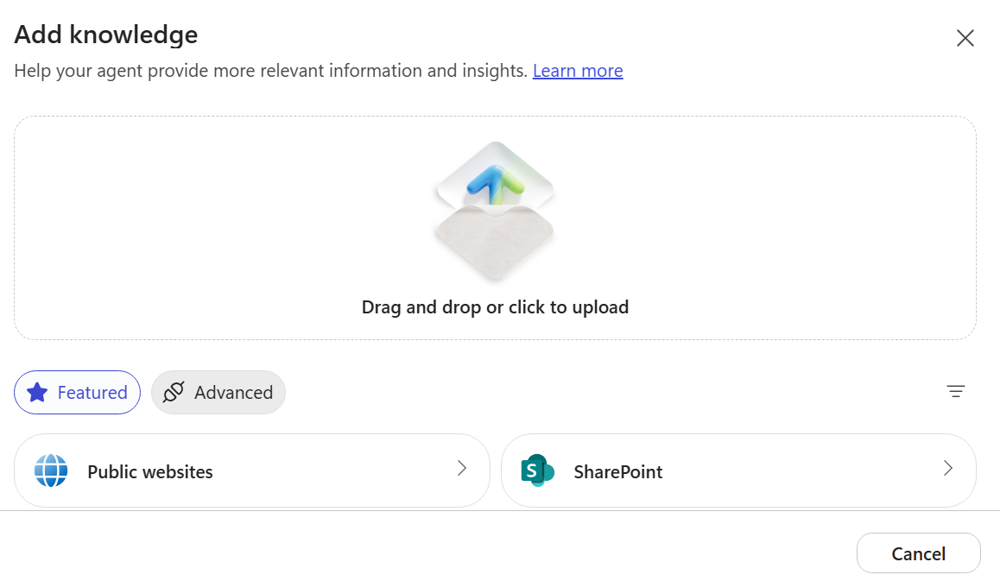 Add knowledge
Help your agent provide more relevant information and insights. Learn more
Drag and drop or click to upload
Featured
Advanced
Public websites
S
SharePoint
Cancel